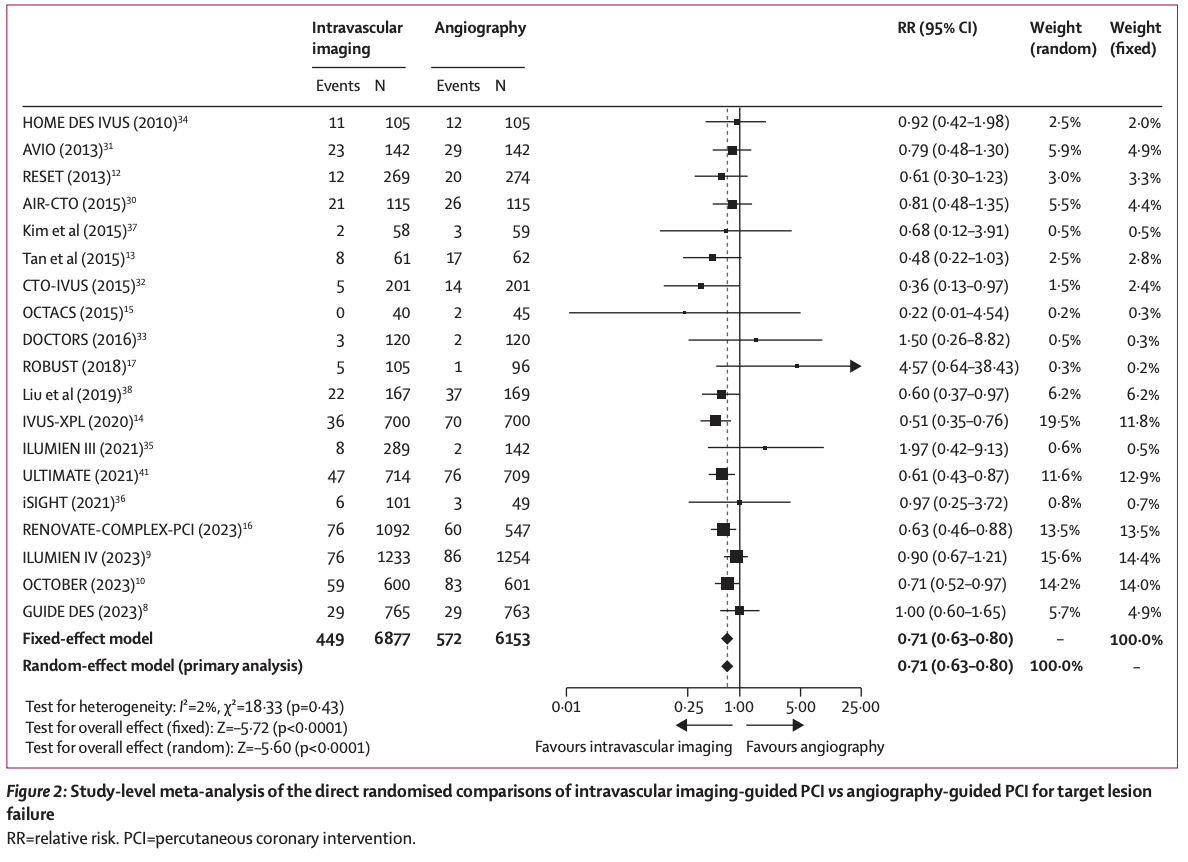 Intravascular imaging Angiography RR (95% CI) Weight (random) Weight (fixed)
Events N Events N
HOME DES IVUS (2010)34 11 105 12 105 0·92 (0·42–1·98) 2·5% 2·0%
AVIO (2013)31 23 142 29 142 0·79 (0·48–1·30) 5·9% 4·9%
RESET (2013)12 12 269 20 274 0·61 (0·30–1·23) 3·0% 3·3%
AIR-CTO (2015)30 21 115 26 115 0·81 (0·48–1·35) 5·5% 4·4%
Kim et al (2015)37 2 58 3 59 0·68 (0·12–3·91) 0·5% 0·5%
Tan et al (2015)13 8 61 17 62 0·48 (0·22–1·03) 2·5% 2·8%
CTO-IVUS (2015)32 5 201 14 201 0·36 (0·13–0·97) 1·5% 2·4%
OCTACS (2015)15 0 40 2 45 0·22 (0·01–4·54) 0·2% 0·3%
DOCTORS (2016)33 3 120 2 120 1·50 (0·26–8·82) 0·5% 0·3%
ROBUST (2018)17 5 105 1 96 4·57 (0·64–38·43) 0·3% 0·2%
Liu et al (2019)38 22 167 37 169 0·60 (0·37–0·97) 6·2% 6·2%
IVUS-XPL (2020)14 36 700 70 700 0·51 (0·35–0·76) 19·5% 11·8%
ILUMIEN III (2021)35 8 289 2 142 1·97 (0·42–9·13) 0·6% 0·5%
ULTIMATE (2021)41 47 714 76 709 0·61 (0·43–0·87) 11·6% 12·9%
iSIGHT (2021)36 6 101 3 49 0·97 (0·25–3·72) 0·8% 0·7%
RENOVATE-COMPLEX-PCI (2023)16 76 1092 60 547 0·63 (0·46–0·88) 13·5% 13·5%
ILUMIEN IV (2023)9 76 1233 86 1254 0·90 (0·67–1·21) 15·6% 14·4%
OCTOBER (2023)10 59 600 83 601 0·71 (0·52–0·97) 14·2% 14·0%
GUIDE DES (2023)8 29 765 29 763 1·00 (0·60–1·65) 5·7% 4·9%
Fixed-effect model 449 6877 572 6153 0·71 (0·63–0·80) – 100·0%
Random-effect model (primary analysis) 0·71 (0·63–0·80) 100·0% –
0·01 0·25 1·00 5·00 25·00
Test for heterogeneity: I²=2%, χ²=18·33 (p=0·43)
Test for overall effect (fixed): Z=–5·72 (p<0·0001)
Test for overall effect (random): Z=–5·60 (p<0·0001)
Favours intravascular imaging Favours angiography
Figure 2: Study-level meta-analysis of the direct randomised comparisons of intravascular imaging-guided PCI vs angiography-guided PCI for target lesion
failure
RR=relative risk. PCI=percutaneous coronary intervention.